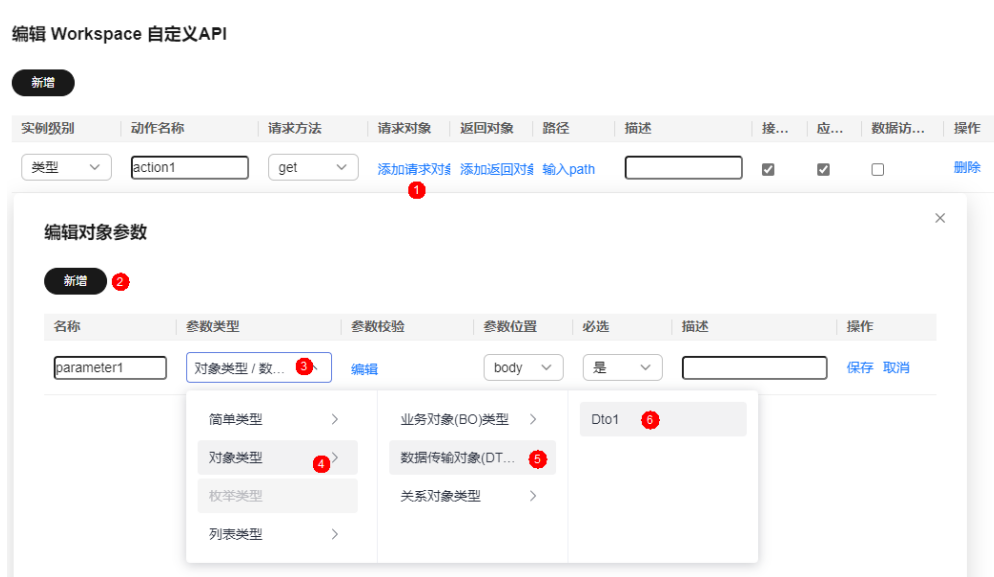 编辑 Workspace 自定义API
新增
实例级别 动作名称 请求方法 请求对象 返回对象 路径 描述 接... 应... 数据访... 操作
类型 action1 get 添加请求对象 添加返回对象 输入path 删除
1
编辑对象参数
新增 2
名称 参数类型 参数校验 参数位置 必选 描述 操作
parameter1 对象类型 / 数... 3 编辑 body 是 保存 取消
简单类型 业务对象(BO)类型 Dto1 6
对象类型 4 数据传输对象(DT... 5
枚举类型 关系对象类型
列表类型